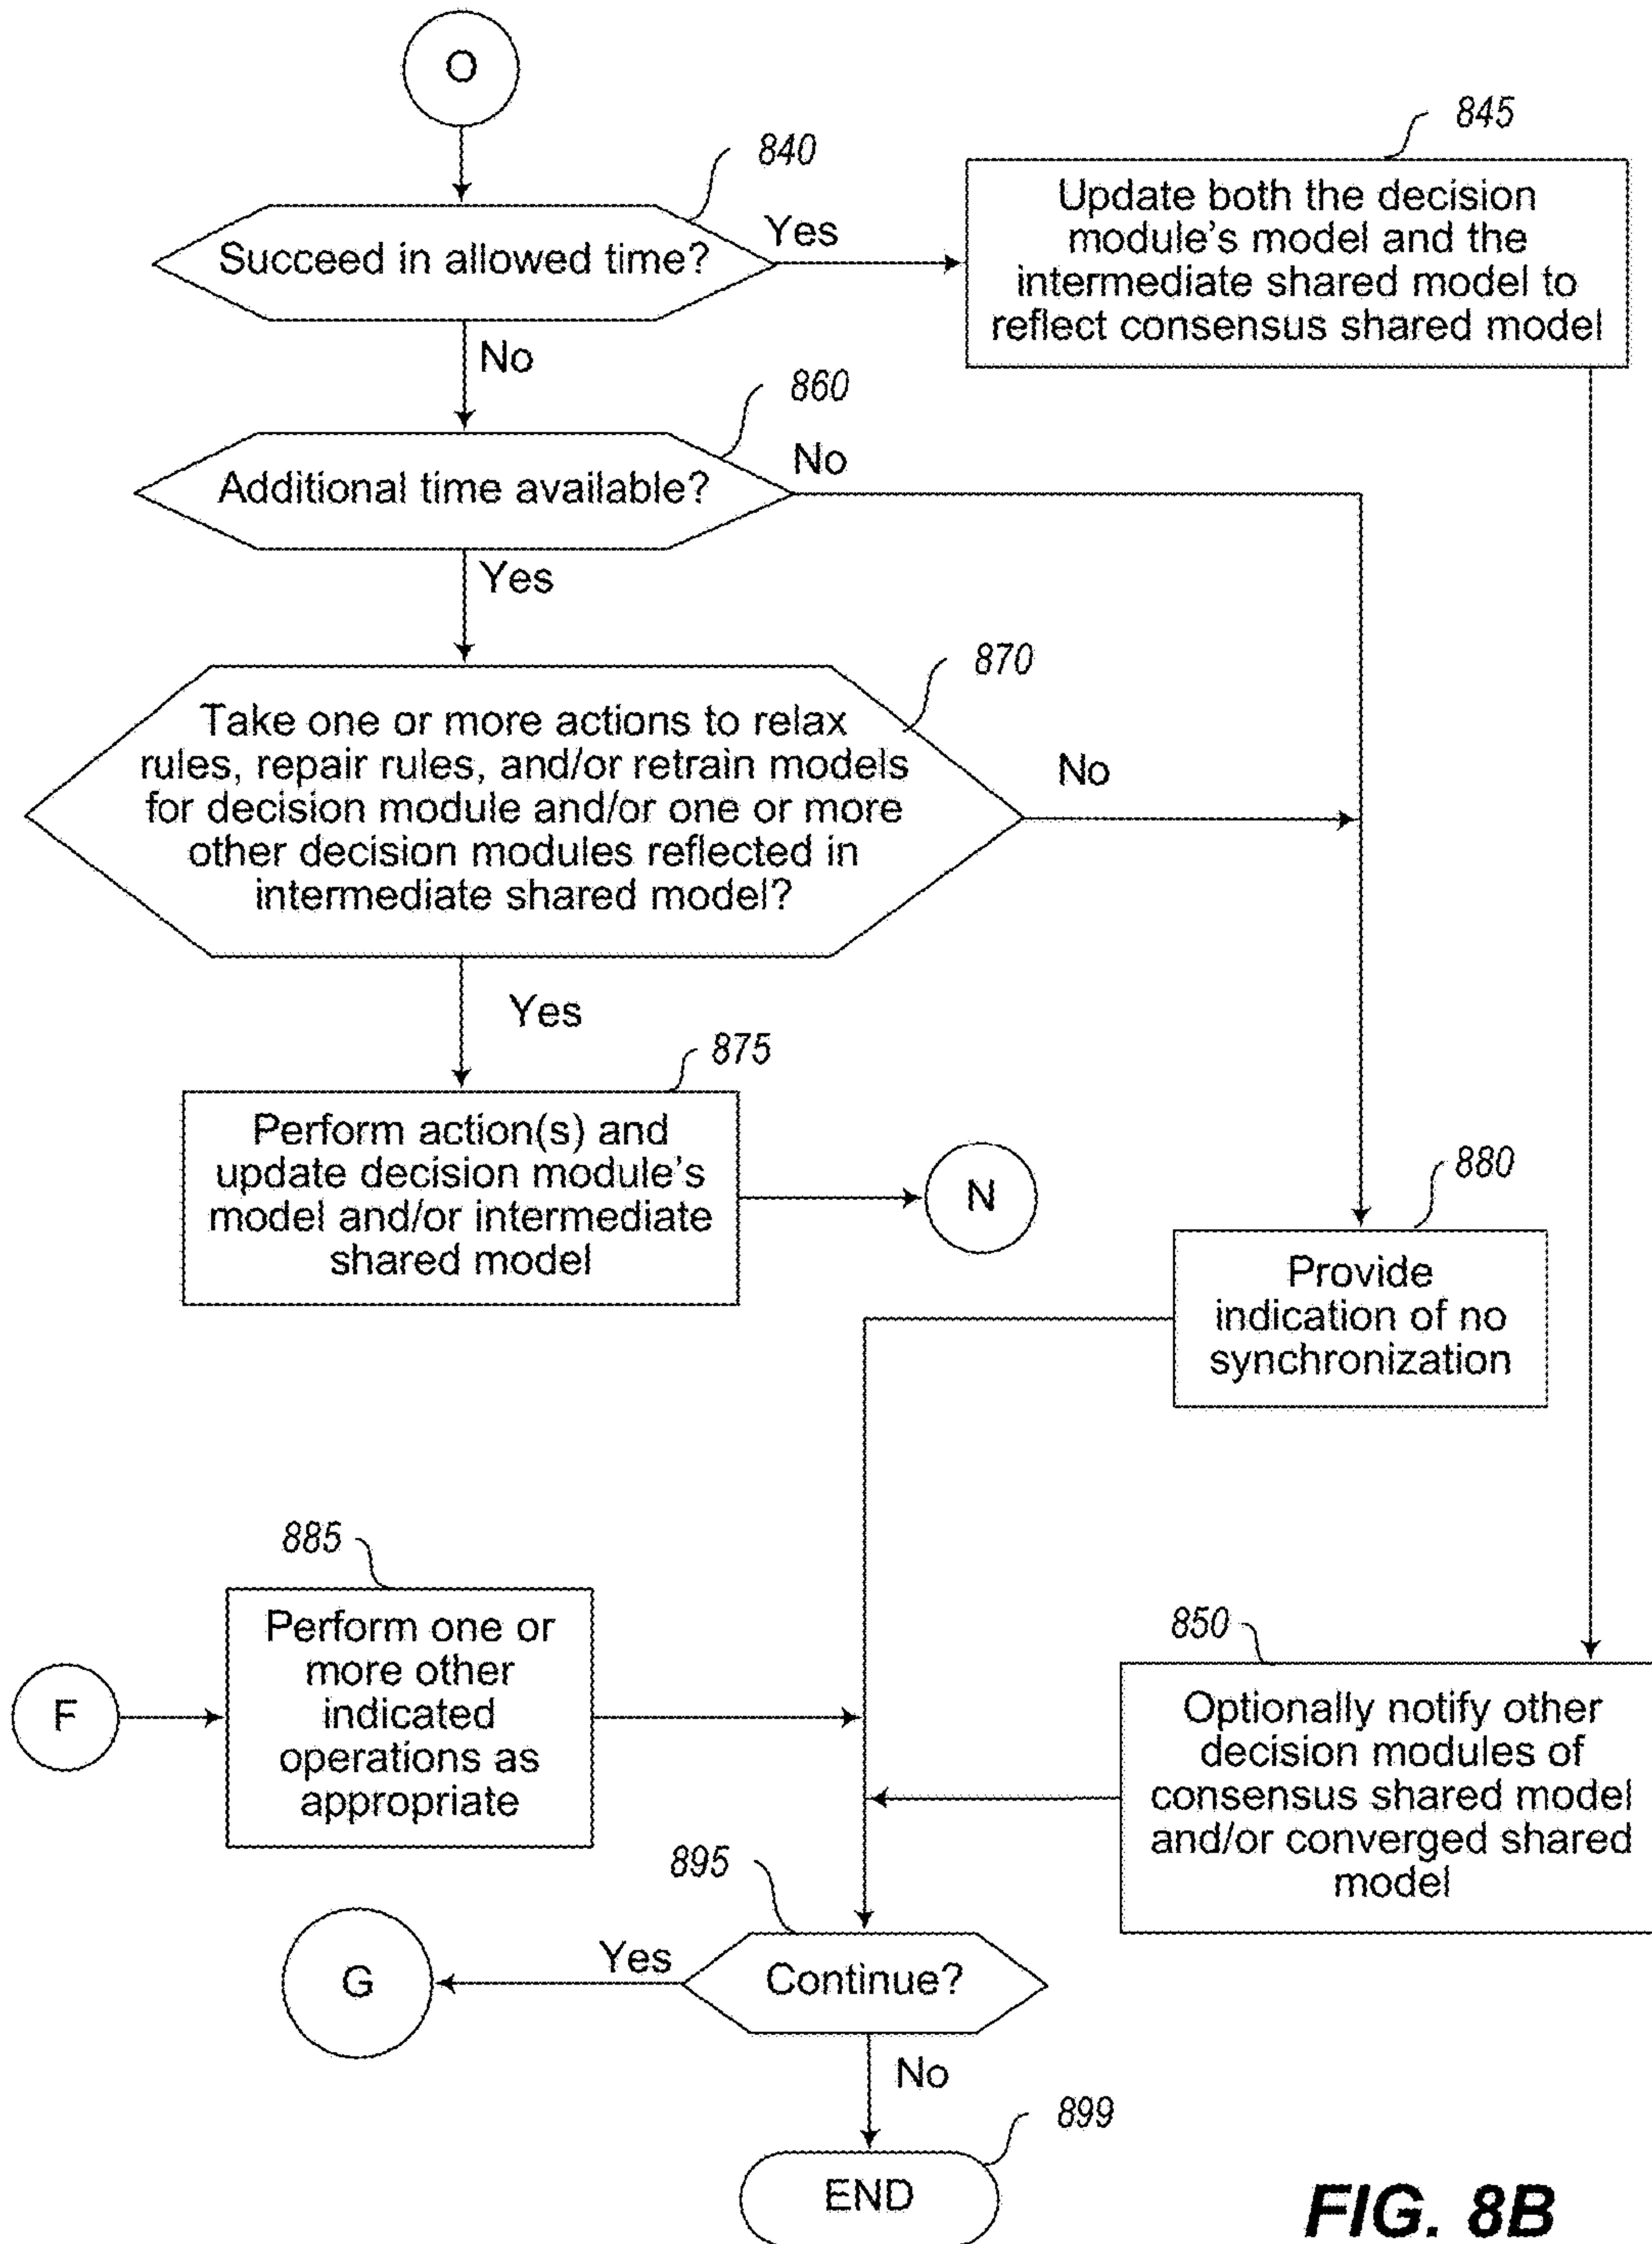 O
840
Succeed in allowed time?
Yes
845
Update both the decision
module's model and the
intermediate shared model to
reflect consensus shared model
No
860
Additional time available?
No
Yes
870
Take one or more actions to relax
rules, repair rules, and/or retrain models
for decision module and/or one or more
other decision modules reflected in
intermediate shared model?
No
Yes
875
Perform action(s) and
update decision module's
model and/or intermediate
shared model
N
880
Provide
indication of no
synchronization
885
Perform one or
more other
indicated
operations as
appropriate
F
850
Optionally notify other
decision modules of
consensus shared model
and/or converged shared
model
895
Continue?
Yes
G
No
899
END
FIG. 8B